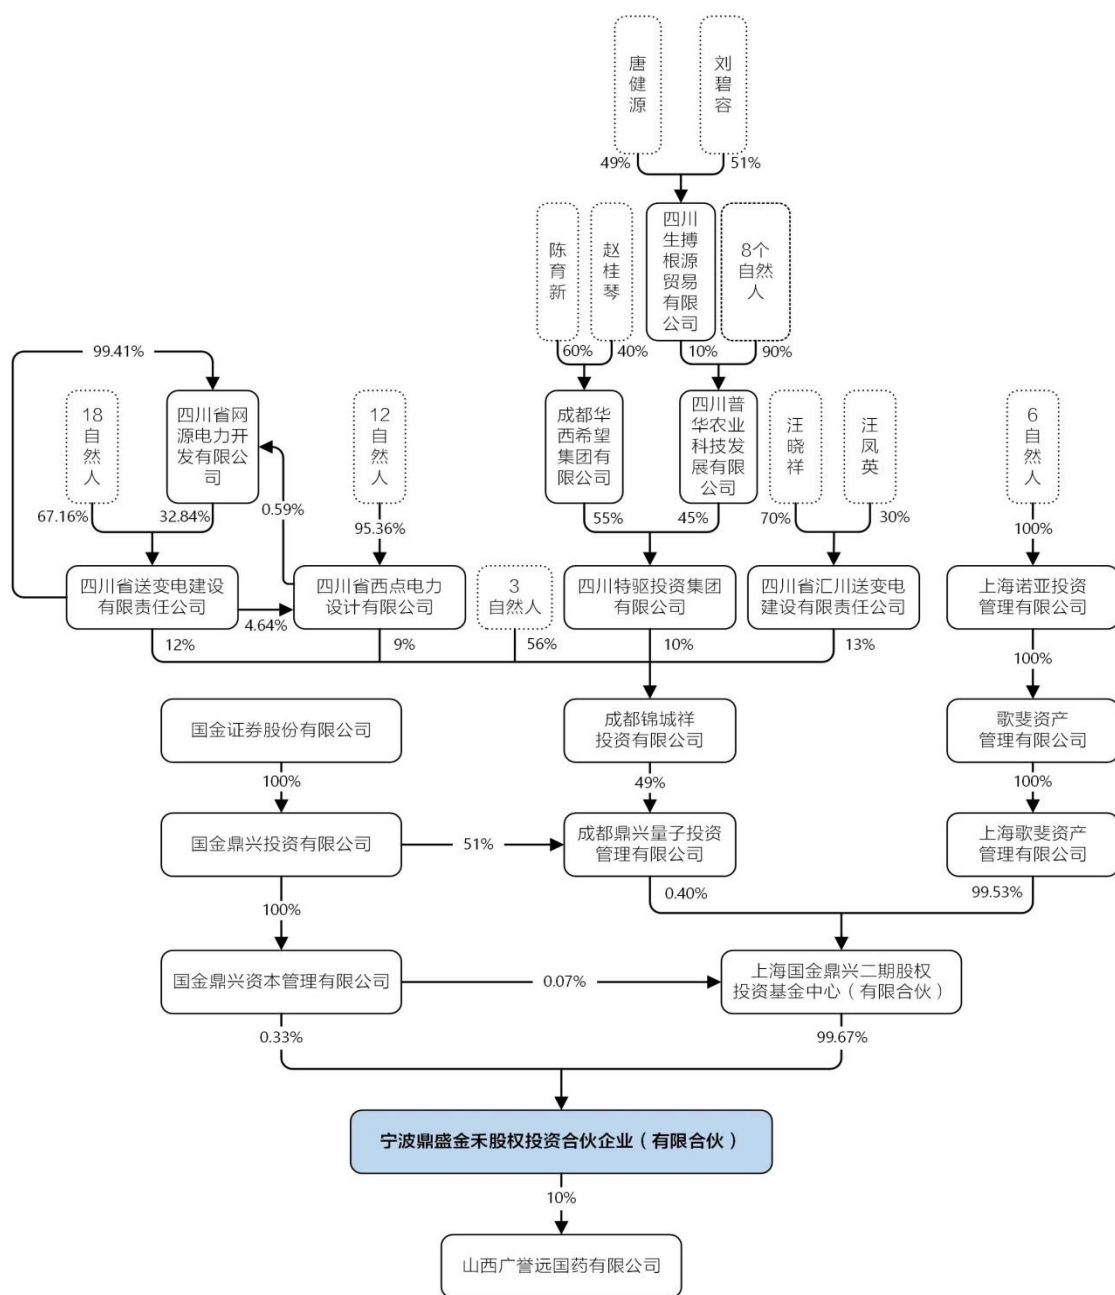 唐
健
源
刘
碧
容
49%
51%
陈
育
新
赵
桂
琴
四川
生搏
根源
贸易
有限
公司
8个
自然
人
60%
40%
10%
90%
99.41%
18
自然
人
四川省网
源电力开
发有限公
司
12
自然
人
成都华
西希望
集团有
限公司
四川普
华农业
科技发
展有限
公司
汪
晓
祥
汪
凤
英
6
自然
人
67.16%
32.84%
0.59%
95.36%
55%
45%
70%
30%
100%
四川省送变电建设
有限责任公司
4.64%
四川省西点电力
设计有限公司
3
自然人
四川特驱投资集团
有限公司
四川省汇川送变电
建设有限责任公司
上海诺亚投资
管理有限公司
12%
9%
56%
10%
13%
100%
国金证券股份有限公司
成都锦城祥
投资有限公司
歌斐资产
管理有限公司
100%
49%
100%
国金鼎兴投资有限公司
51%
成都鼎兴量子投资
管理有限公司
上海歌斐资产
管理有限公司
100%
0.40%
99.53%
国金鼎兴资本管理有限公司
0.07%
上海国金鼎兴二期股权
投资基金中心（有限合伙）
0.33%
99.67%
宁波鼎盛金禾股权投资合伙企业（有限合伙）
10%
山西广誉远国药有限公司